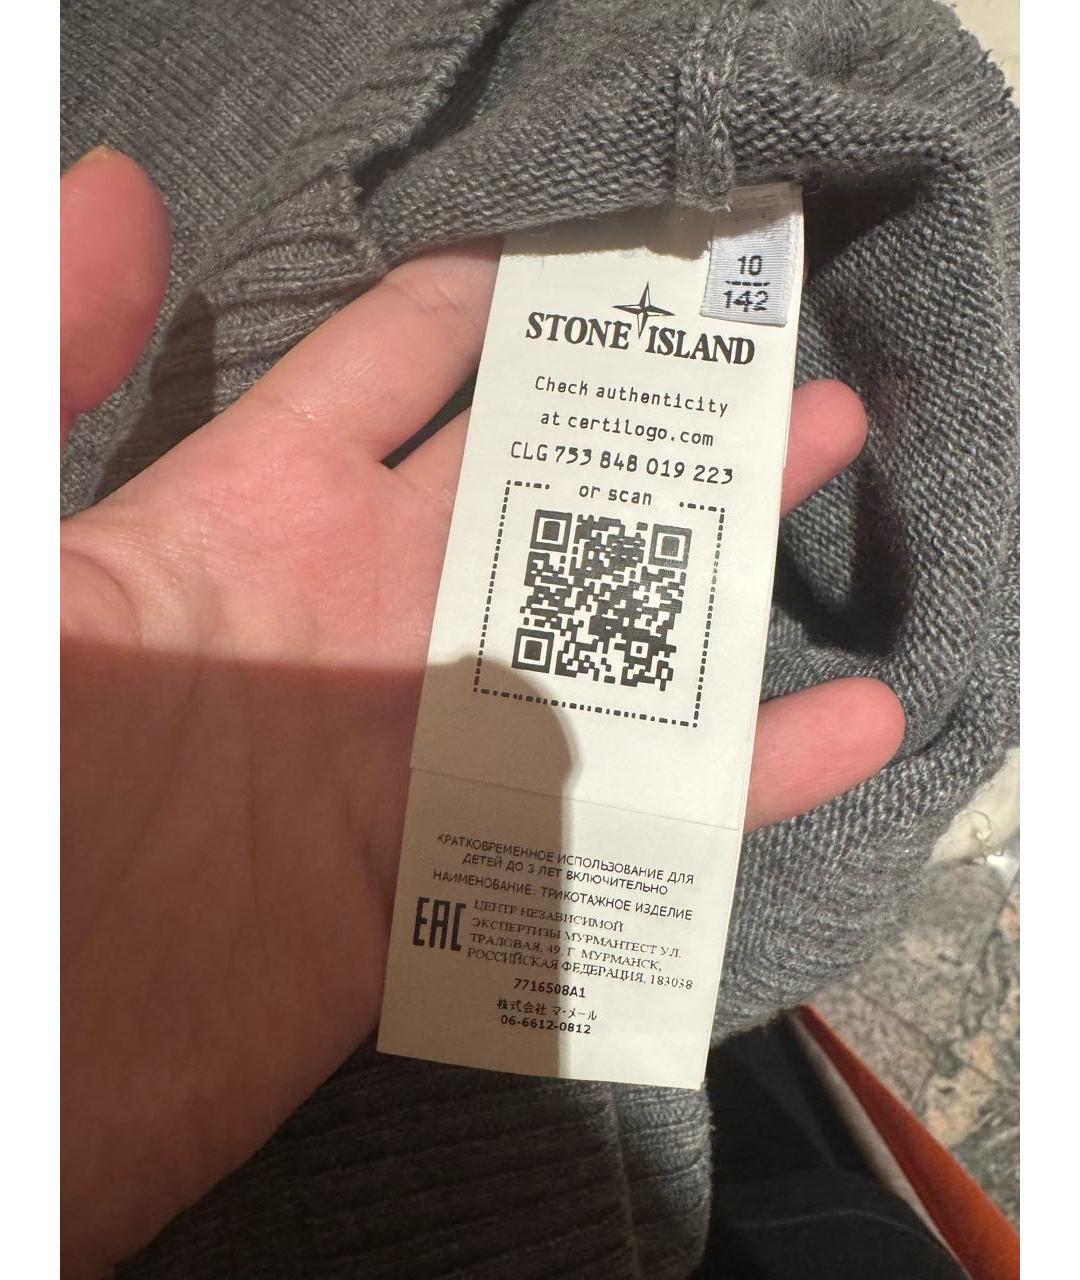 10
142
STONE ISLAND
Check authenticity
at certilogo.com
CLG 753 848 019 223
or scan
КРАТКОВРЕМЕННОЕ ИСПОЛЬЗОВАНИЕ ДЛЯ
ДЕТЕЙ ДО 3 ЛЕТ ВКЛЮЧИТЕЛЬНО
НАИМЕНОВАНИЕ: ТРИКОТАЖНОЕ ИЗДЕЛИЕ
EAC
ЦЕНТР НЕЗАВИСИМОЙ
ЭКСПЕРТИЗЫ МУРМАНТЕСТ УЛ.
ТРАЛОВАЯ, 49, Г. МУРМАНСК,
РОССИЙСКАЯ ФЕДЕРАЦИЯ, 183038
7716508A1
株式会社 マ・メール
06-6612-0812